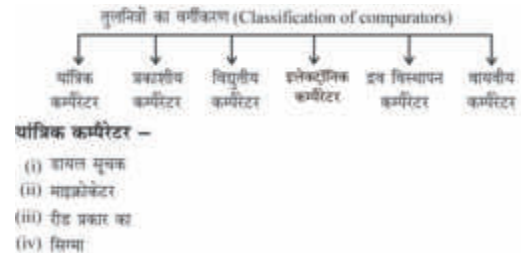 तुलनित्रों का वर्गीकरण (Classification of comparators)
यांत्रिक कम्पैरेटर
प्रकाशीय कम्पैरेटर
विद्युतीय कम्पैरेटर
इलेक्ट्रॉनिक कम्पैरेटर
द्रव विस्थापन कम्पैरेटर
वायवीय कम्पैरेटर
यांत्रिक कम्पैरेटर –
(i) डायल सूचक
(ii) माइक्रोकेटर
(iii) रीड प्रकार का
(iv) सिग्मा